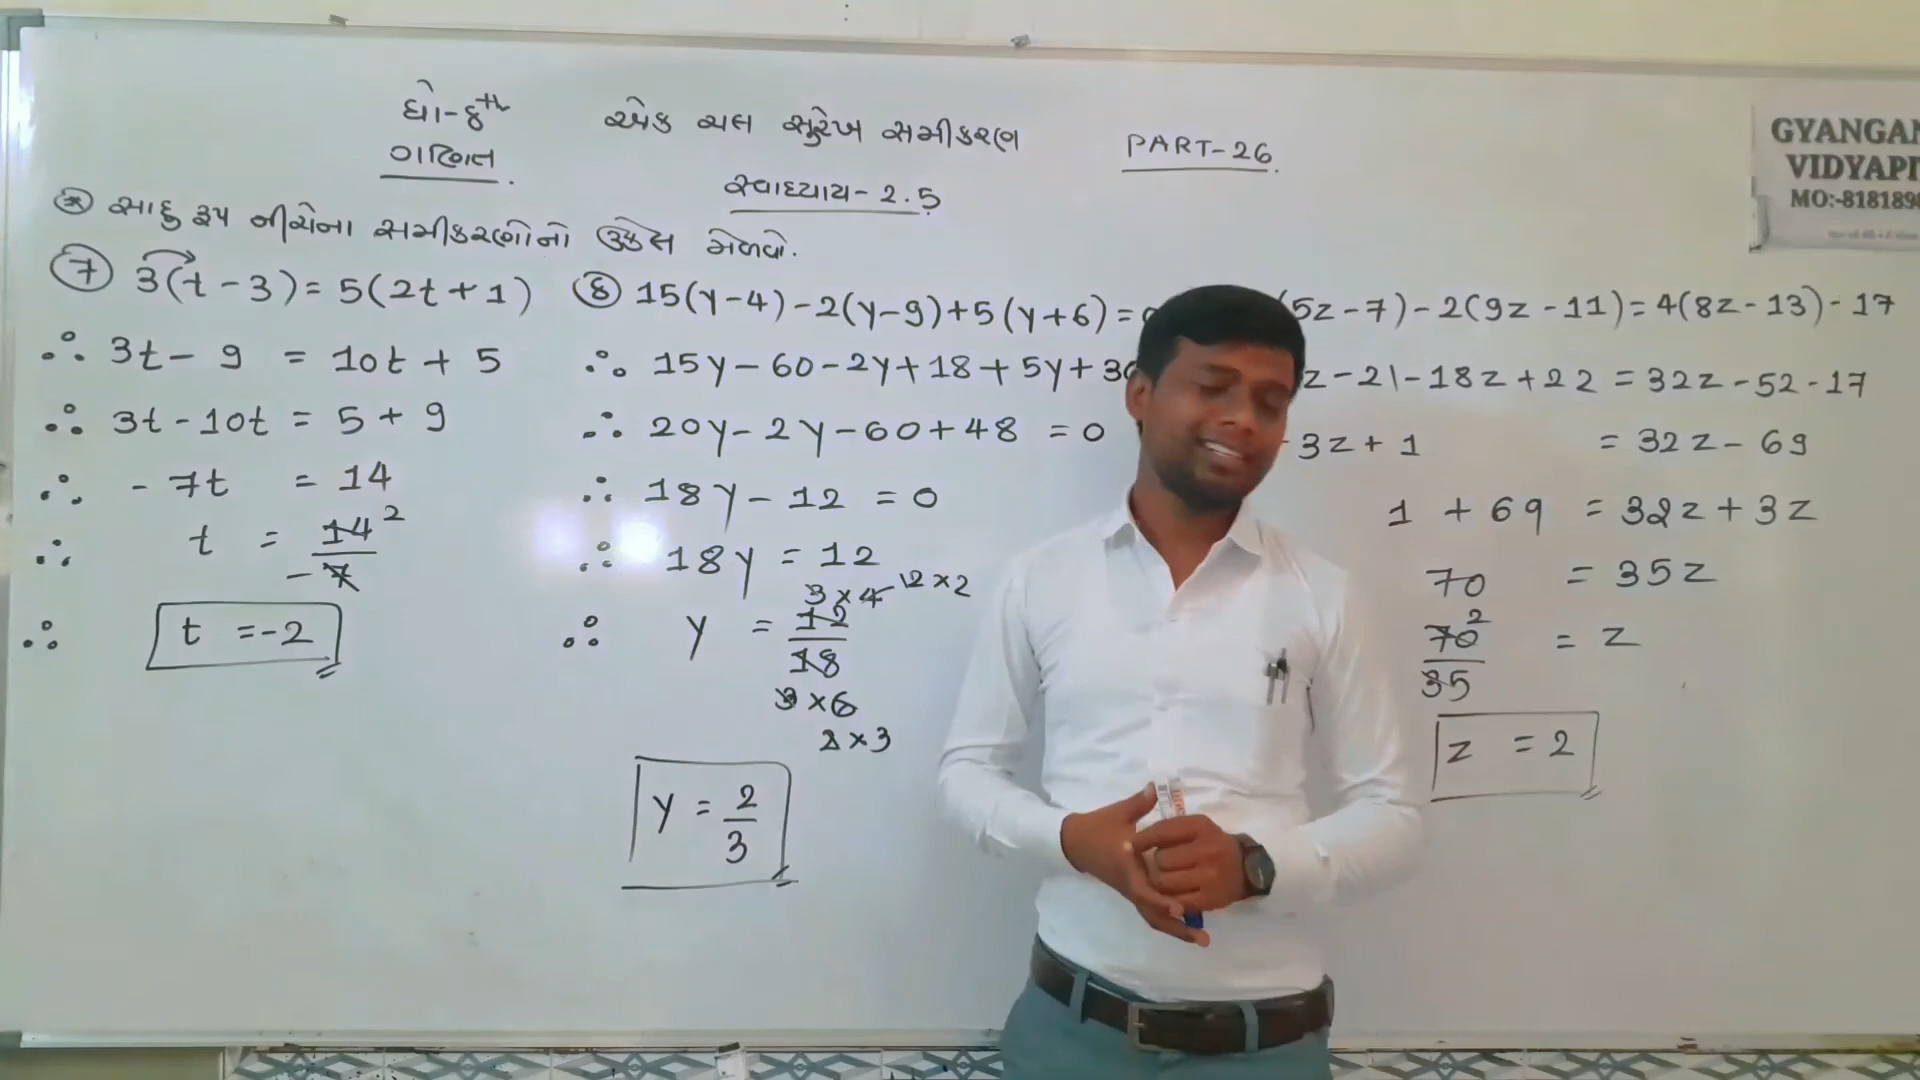 ધો-8th
ગણિત
એક ચલ સુરેખ સમીકરણ
PART-26.
સ્વાધ્યાય-2.5
* સાદુ રૂપ નીચેના સમીકરણોનો ઉકેલ મેળવો.
7 3(t-3)=5(2t+1)
∴ 3t-9 = 10t+5
∴ 3t-10t = 5+9
∴ -7t = 14
∴ t = 14 2
-7
∴ t =-2
8 15(y-4)-2(y-9)+5(y+6)=
∴ 15y-60-2y+18+5y+3
∴ 20y-2y-60+48 =0
∴ 18y-12 =0
∴ 18y =12
3×4 2×2
∴ y = 12
18
3×6
2×3
y = 2
3
(5z-7)-2(9z-11)=4(8z-13)-17
z-21-18z+22 =32z-52-17
-3z+1 =32z-69
1 +69 =32z+3z
70 =35z
70 2 = z
35
z =2
GYANGAN
VIDYAPI
MO:-818189